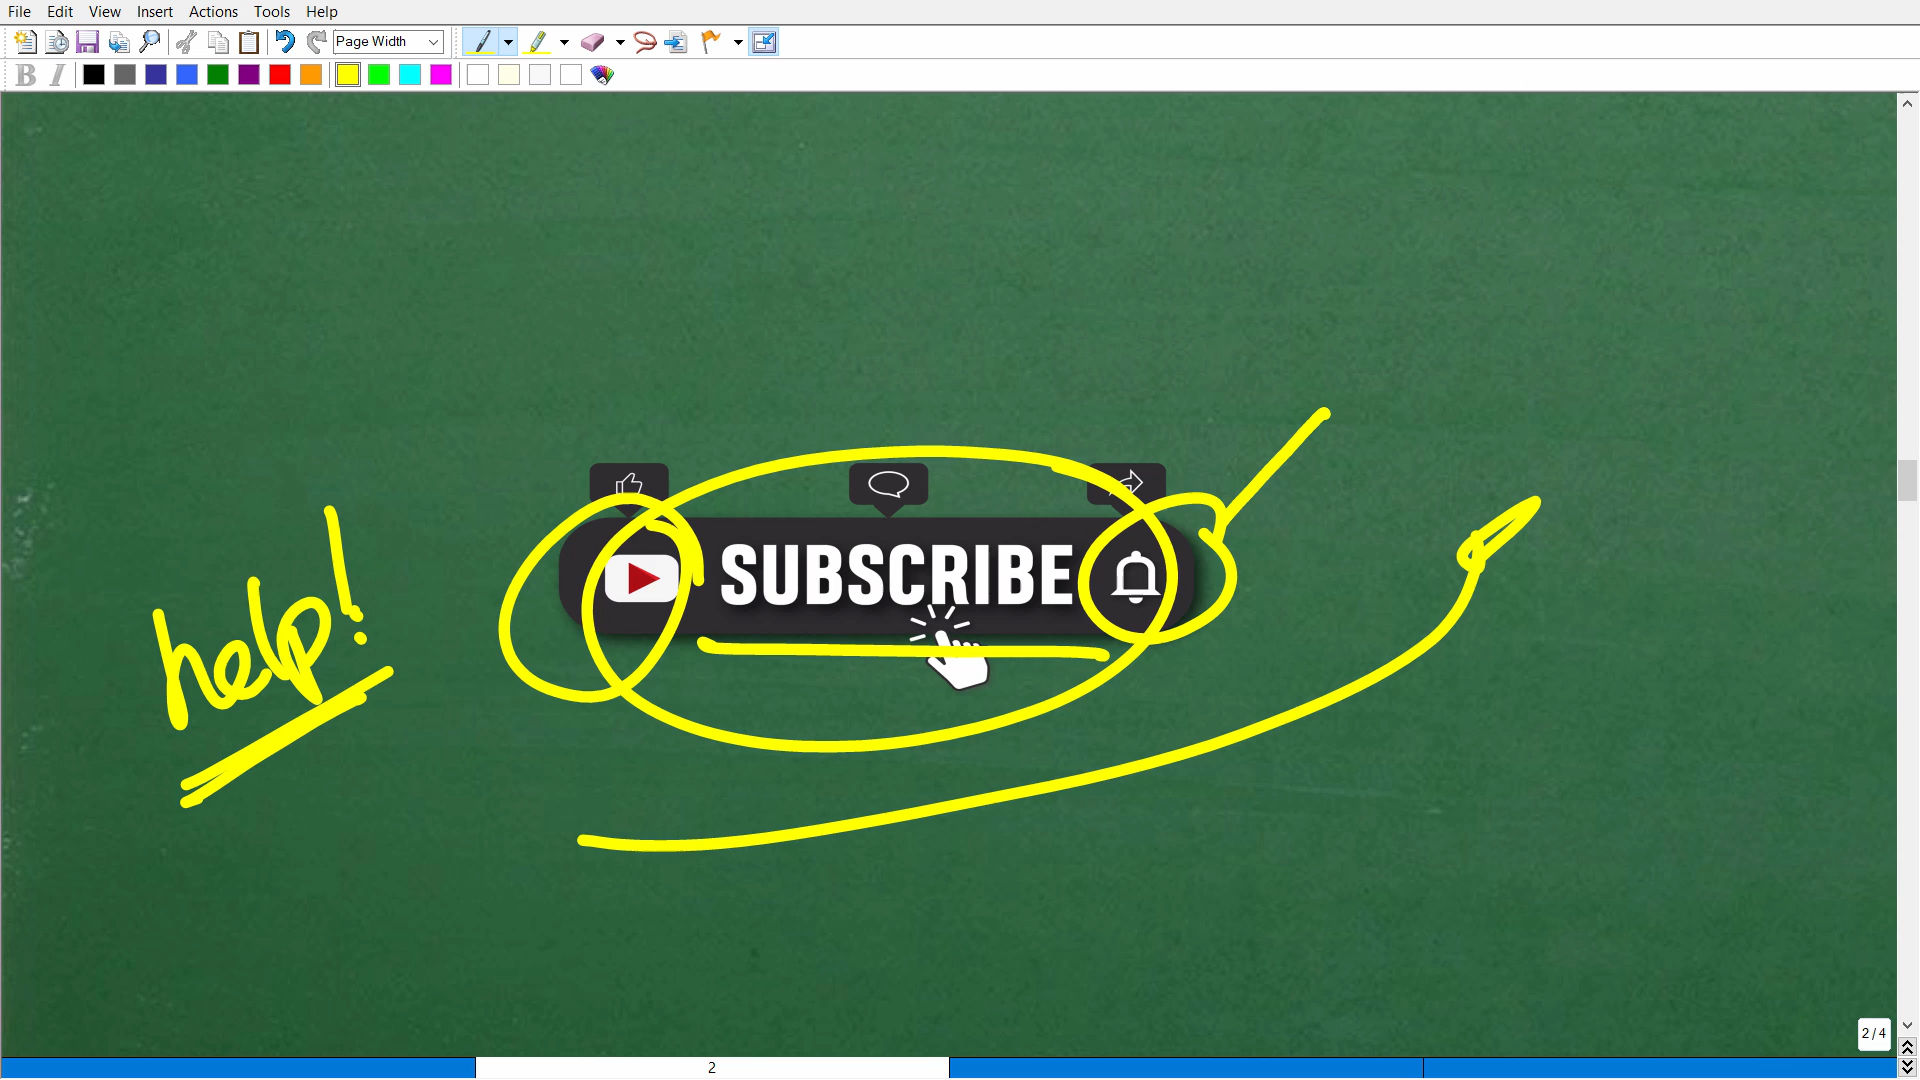 File Edit View Insert Actions Tools Help
Page Width
B I
help!
SUBSCRIBE
2 / 4
2